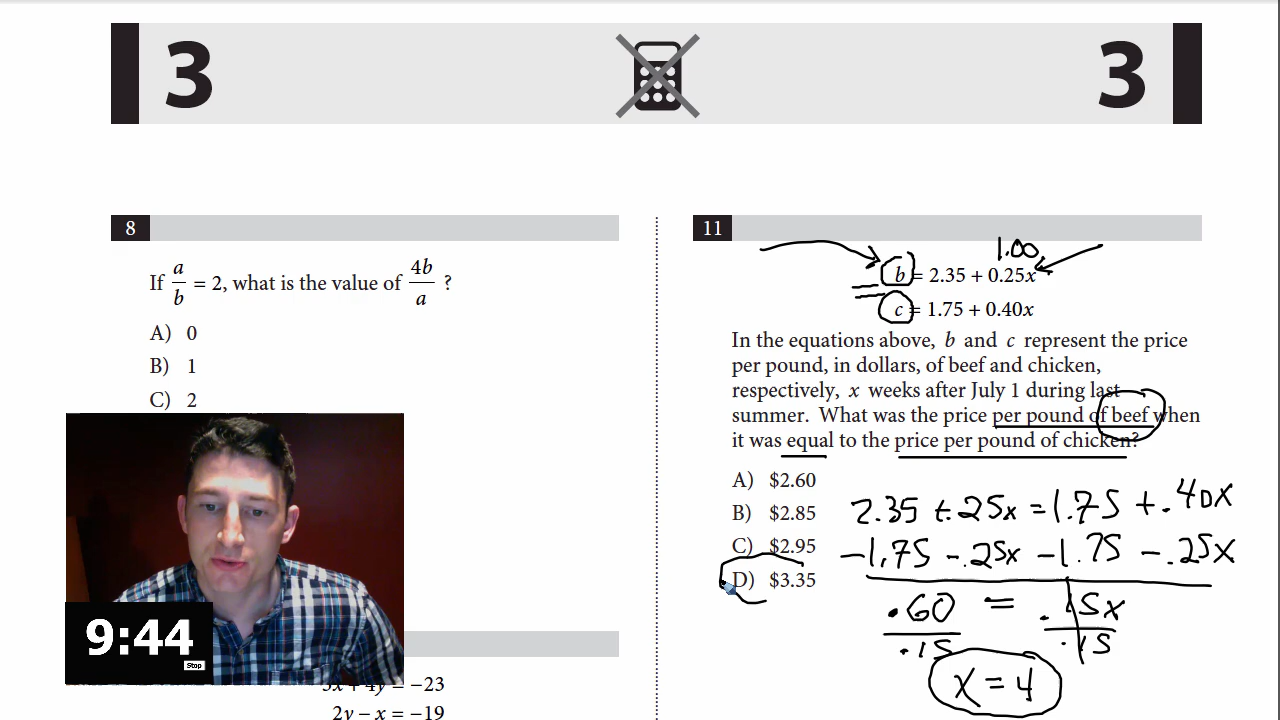 3 3
8
If a/b = 2, what is the value of 4b/a ?
A) 0
B) 1
C) 2
9:44
Stop
= −23
2y − x = −19
11
1.00
b = 2.35 + 0.25x
c = 1.75 + 0.40x
In the equations above, b and c represent the price
per pound, in dollars, of beef and chicken,
respectively, x weeks after July 1 during last
summer. What was the price per pound of beef when
it was equal to the price per pound of chicken?
A) $2.60
B) $2.85
C) $2.95
D) $3.35
2.35 + .25x = 1.75 + .40x
−1.75 − .25x − 1.75 − .25x
.60 = .15x
.15 .15
x = 4